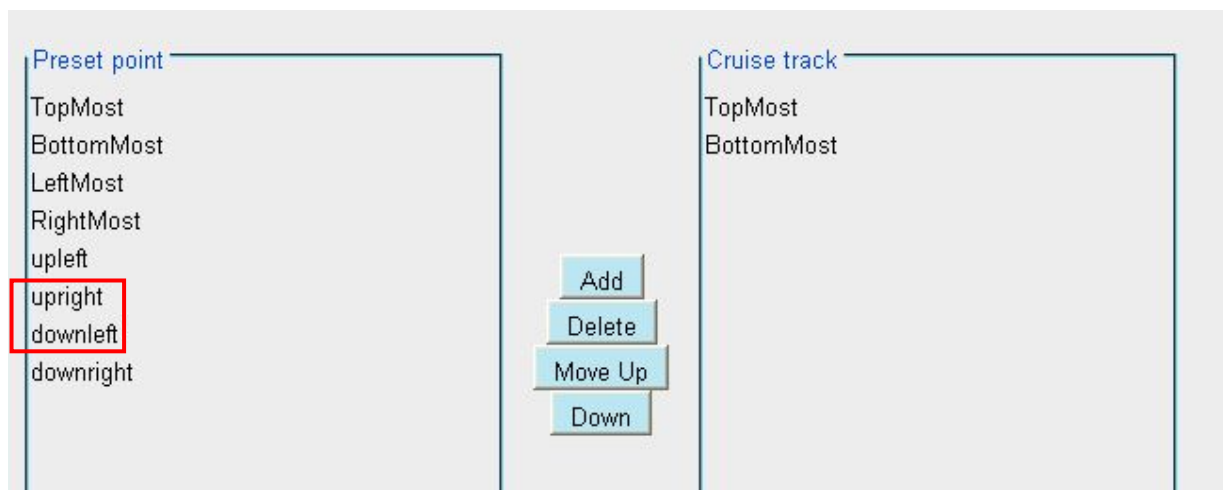 Preset point
TopMost
BottomMost
LeftMost
RightMost
upleft
upright
downleft
downright
Add
Delete
Move Up
Down
Cruise track
TopMost
BottomMost